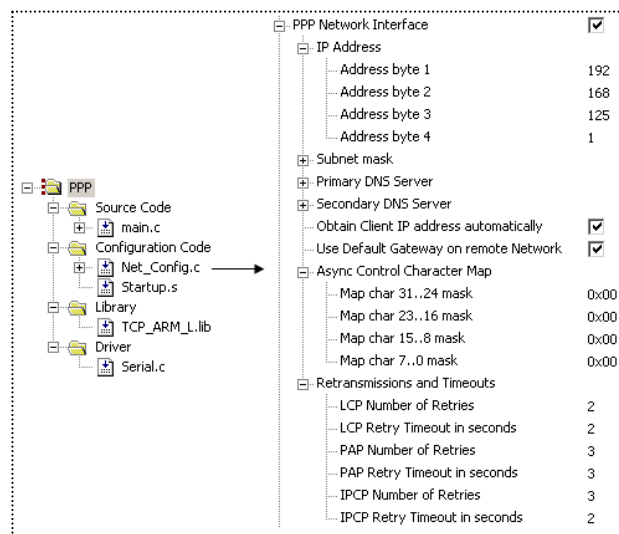 PPP
Source Code
main.c
Configuration Code
Net_Config.c
Startup.s
Library
TCP_ARM_L.lib
Driver
Serial.c
PPP Network Interface
IP Address
Address byte 1 192
Address byte 2 168
Address byte 3 125
Address byte 4 1
Subnet mask
Primary DNS Server
Secondary DNS Server
Obtain Client IP address automatically
Use Default Gateway on remote Network
Async Control Character Map
Map char 31..24 mask 0x00
Map char 23..16 mask 0x00
Map char 15..8 mask 0x00
Map char 7..0 mask 0x00
Retransmissions and Timeouts
LCP Number of Retries 2
LCP Retry Timeout in seconds 2
PAP Number of Retries 3
PAP Retry Timeout in seconds 3
IPCP Number of Retries 3
IPCP Retry Timeout in seconds 2